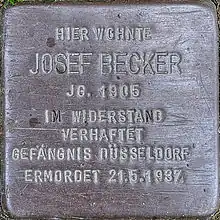 HIER WOHNTE
JOSEF BECKER
JG. 1905
IM WIDERSTAND
VERHAFTET
GEFÄNGNIS DÜSSELDORF
ERMORDET 21.5.1937